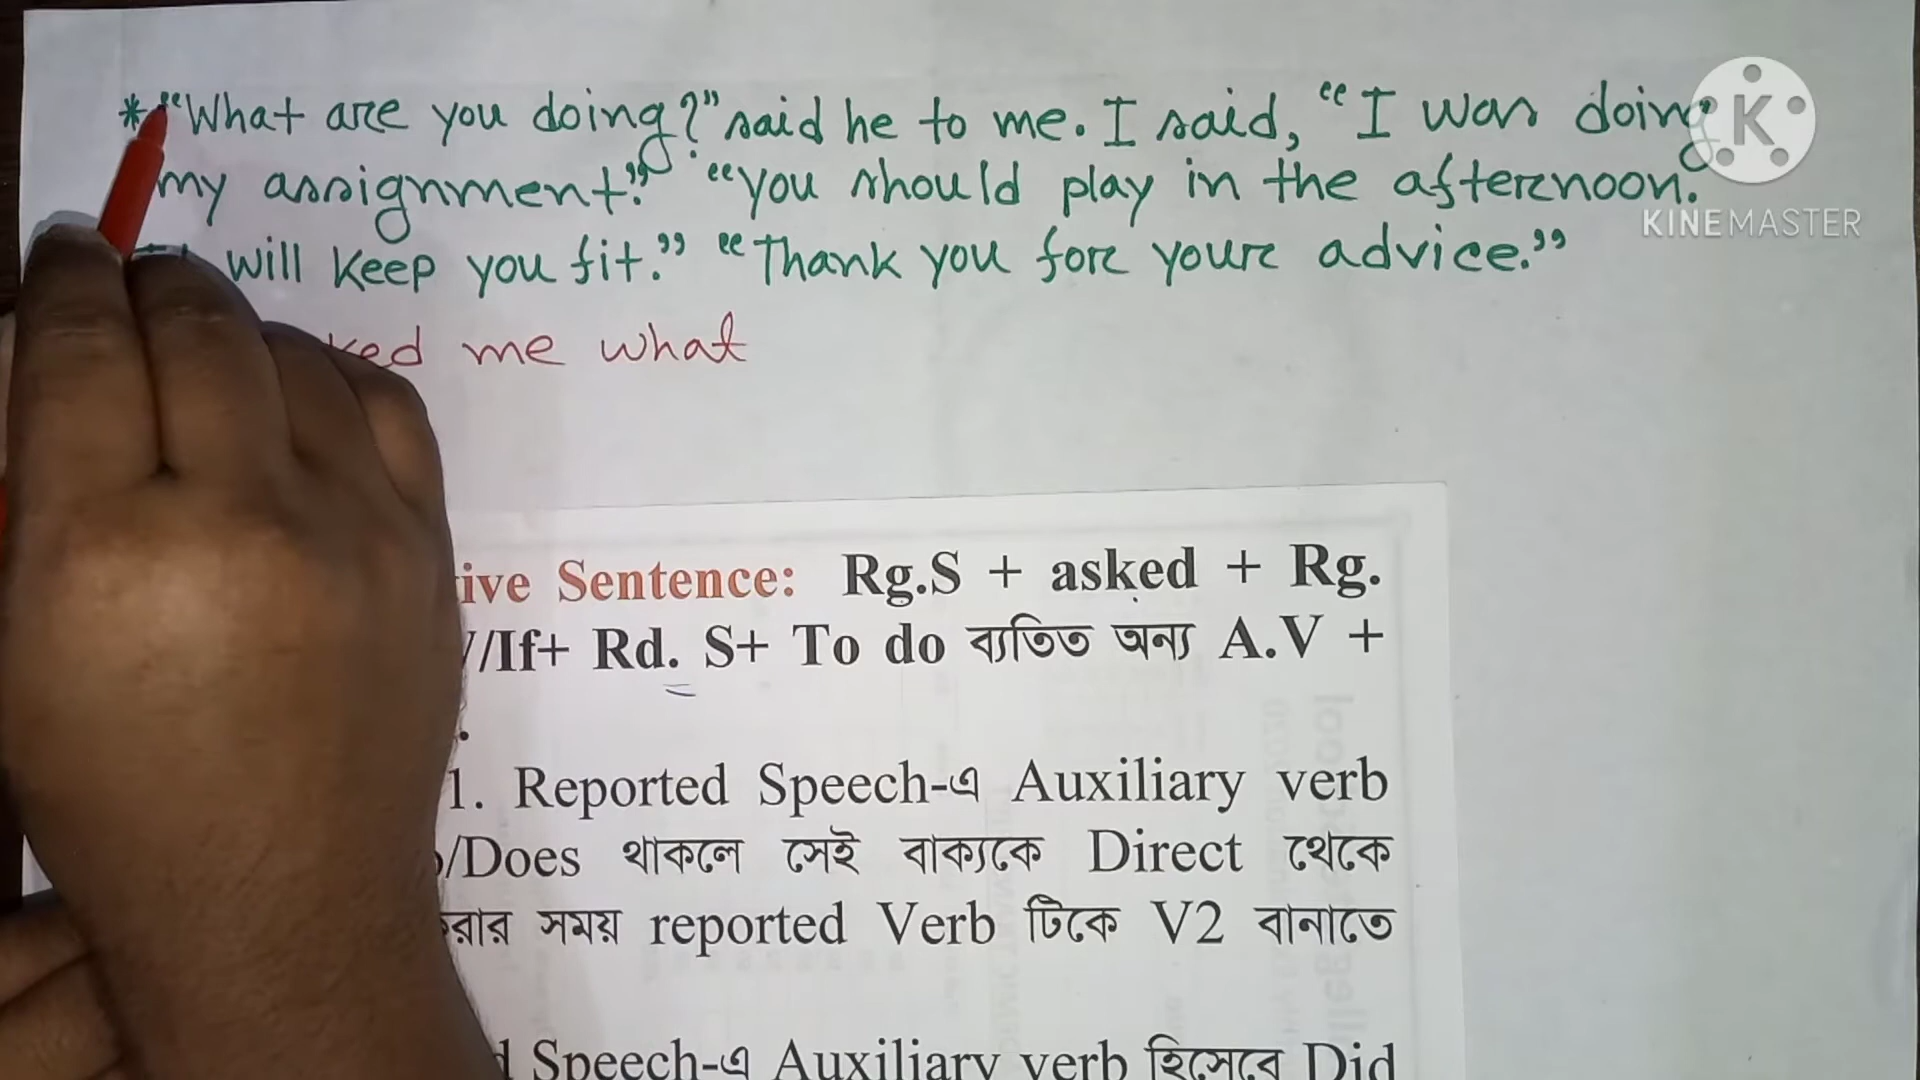 * "What are you doing?" said he to me. I said, "I was doing
my assignment." "you should play in the afternoon.
will keep you fit." "Thank you for your advice."
me what
K
KINEMASTER
Sentence: Rg.S + asked + Rg.
/If+ Rd. S+ To do ব্যতিত অন্য A.V +
1. Reported Speech-এ Auxiliary verb
/Does থাকলে সেই বাক্যকে Direct থেকে
সময় reported Verb টিকে V2 বানাতে
Speech-এ Auxiliary verb হিসেবে Did